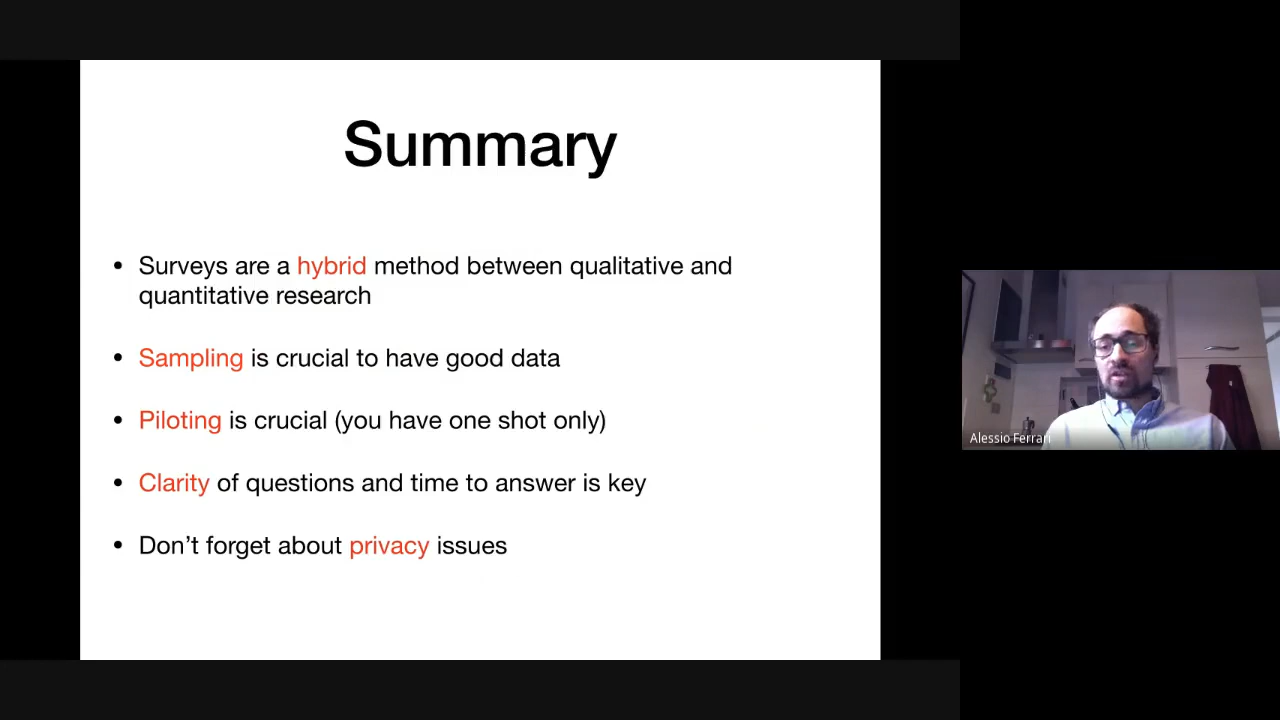 Summary
• Surveys are a hybrid method between qualitative and
quantitative research
• Sampling is crucial to have good data
• Piloting is crucial (you have one shot only)
• Clarity of questions and time to answer is key
• Don’t forget about privacy issues
Alessio Ferrari